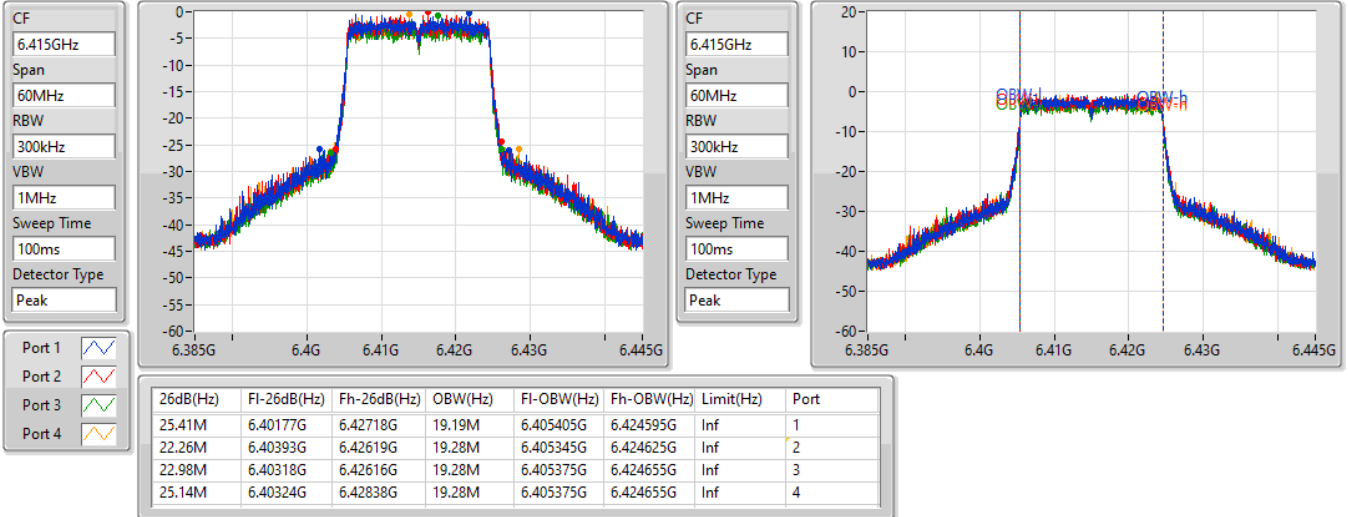 CF
6.415GHz
Span
60MHz
RBW
300kHz
VBW
1MHz
Sweep Time
100ms
Detector Type
Peak
Port 1
Port 2
Port 3
Port 4
0-
-5-
-10-
-15-
-20-
-25-
-30-
-35-
-40-
-45-
-50-
-55-
-60-
6.385G 6.4G 6.41G 6.42G 6.43G 6.445G
CF
6.415GHz
Span
60MHz
RBW
300kHz
VBW
1MHz
Sweep Time
100ms
Detector Type
Peak
20-
10-
0-
-10-
-20-
-30-
-40-
-50-
-60-
OBW-l OBW-h
6.385G 6.4G 6.41G 6.42G 6.43G 6.445G
26dB(Hz) Fl-26dB(Hz) Fh-26dB(Hz) OBW(Hz) Fl-OBW(Hz) Fh-OBW(Hz) Limit(Hz) Port
25.41M 6.40177G 6.42718G 19.19M 6.405405G 6.424595G Inf 1
22.26M 6.40393G 6.42619G 19.28M 6.405345G 6.424625G Inf 2
22.98M 6.40318G 6.42616G 19.28M 6.405375G 6.424655G Inf 3
25.14M 6.40324G 6.42838G 19.28M 6.405375G 6.424655G Inf 4